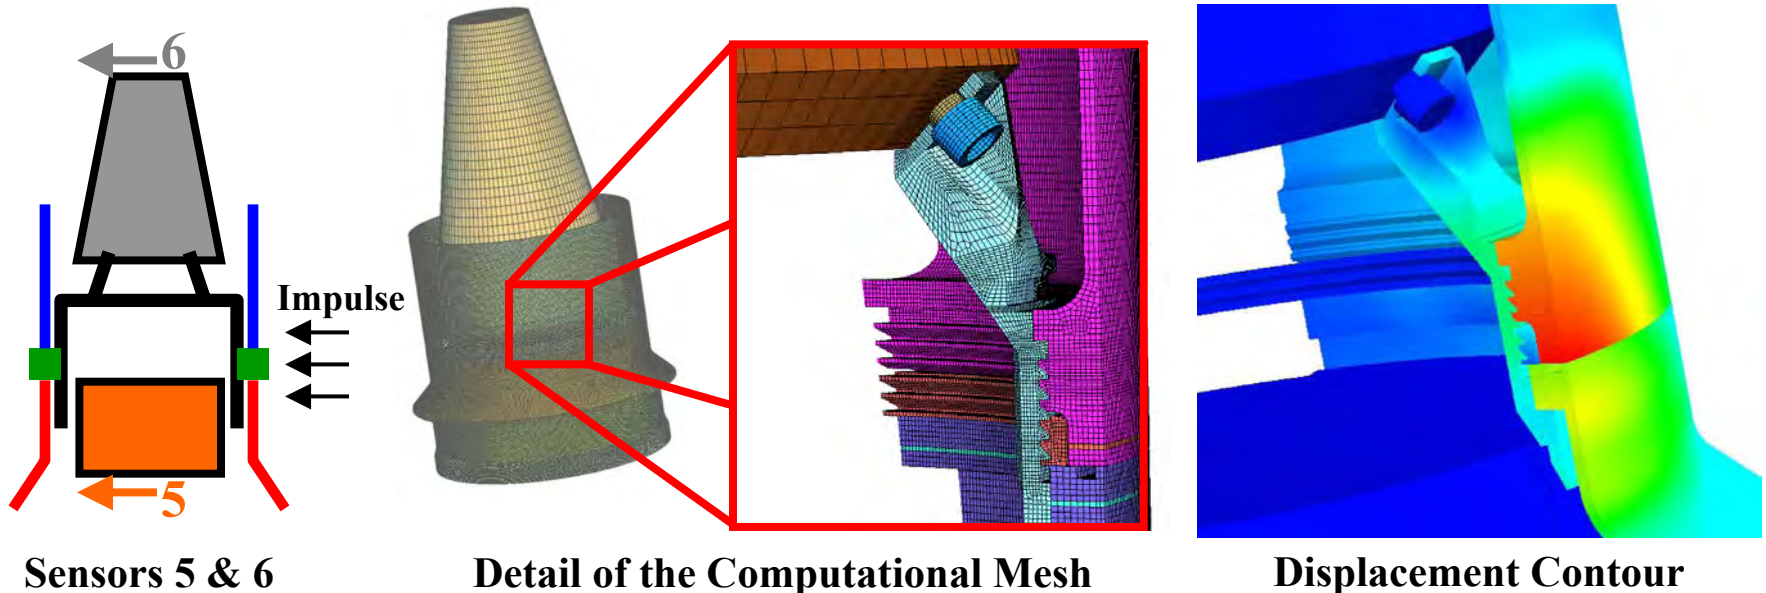 6
Impulse
5
Sensors 5 & 6
Detail of the Computational Mesh
Displacement Contour